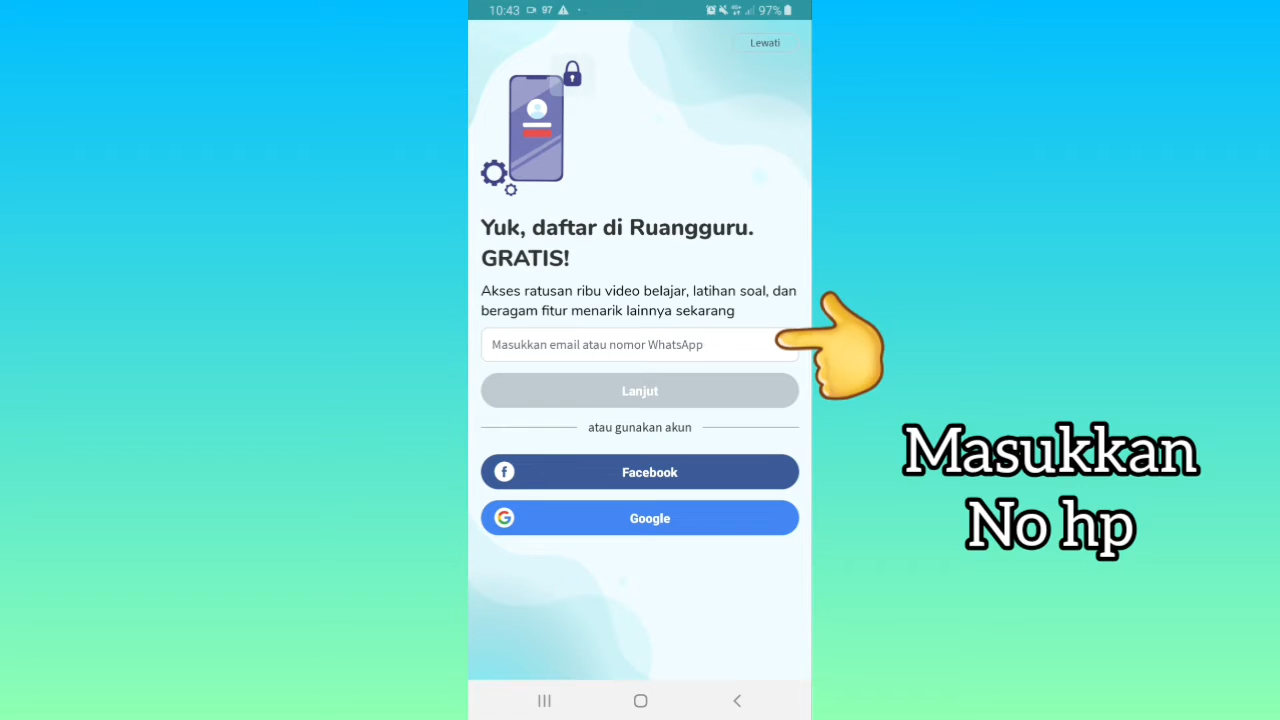 10:43
97
97%
Lewati
Yuk, daftar di Ruangguru.
GRATIS!
Akses ratusan ribu video belajar, latihan soal, dan
beragam fitur menarik lainnya sekarang
Masukkan email atau nomor WhatsApp
Lanjut
atau gunakan akun
Facebook
Google
Masukkan
No hp